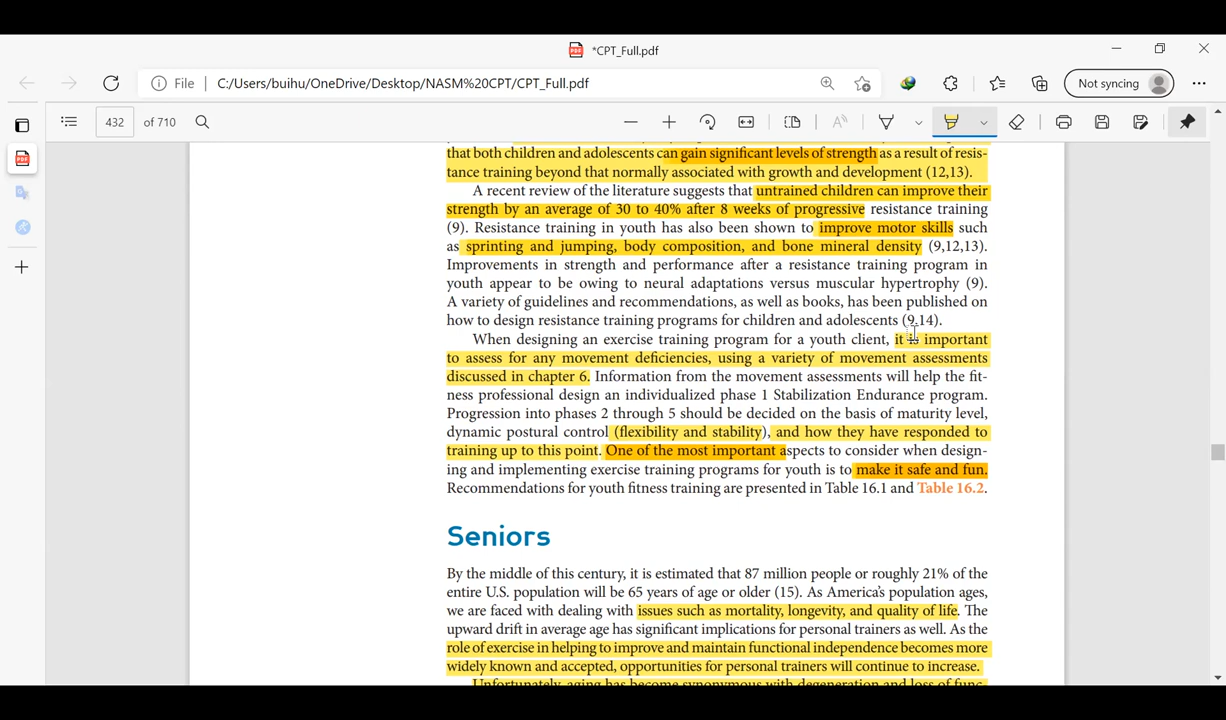 *CPT_Full.pdf
File | C:/Users/buihu/OneDrive/Desktop/NASM%20CPT/CPT_Full.pdf
Not syncing
432 of 710
that both children and adolescents can gain significant levels of strength as a result of resis-
tance training beyond that normally associated with growth and development (12,13).
A recent review of the literature suggests that untrained children can improve their
strength by an average of 30 to 40% after 8 weeks of progressive resistance training
(9). Resistance training in youth has also been shown to improve motor skills such
as sprinting and jumping, body composition, and bone mineral density (9,12,13).
Improvements in strength and performance after a resistance training program in
youth appear to be owing to neural adaptations versus muscular hypertrophy (9).
A variety of guidelines and recommendations, as well as books, has been published on
how to design resistance training programs for children and adolescents (9,14).
When designing an exercise training program for a youth client, it is important
to assess for any movement deficiencies, using a variety of movement assessments
discussed in chapter 6. Information from the movement assessments will help the fit-
ness professional design an individualized phase 1 Stabilization Endurance program.
Progression into phases 2 through 5 should be decided on the basis of maturity level,
dynamic postural control (flexibility and stability), and how they have responded to
training up to this point. One of the most important aspects to consider when design-
ing and implementing exercise training programs for youth is to make it safe and fun.
Recommendations for youth fitness training are presented in Table 16.1 and Table 16.2.
Seniors
By the middle of this century, it is estimated that 87 million people or roughly 21% of the
entire U.S. population will be 65 years of age or older (15). As America's population ages,
we are faced with dealing with issues such as mortality, longevity, and quality of life. The
upward drift in average age has significant implications for personal trainers as well. As the
role of exercise in helping to improve and maintain functional independence becomes more
widely known and accepted, opportunities for personal trainers will continue to increase.
Unfortunately, aging has become synonymous with degeneration and loss of func-